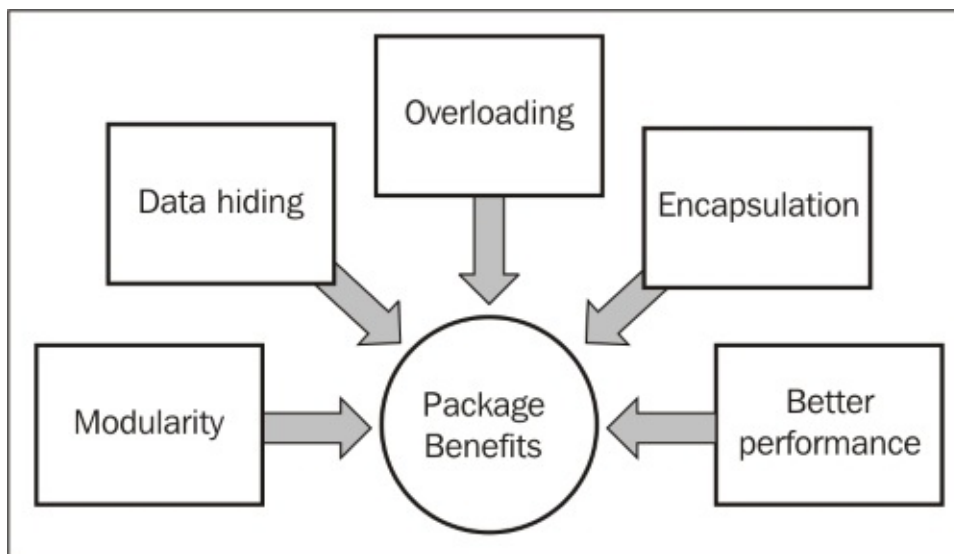 Overloading
Data hiding
Encapsulation
Modularity
Package
Benefits
Better
performance